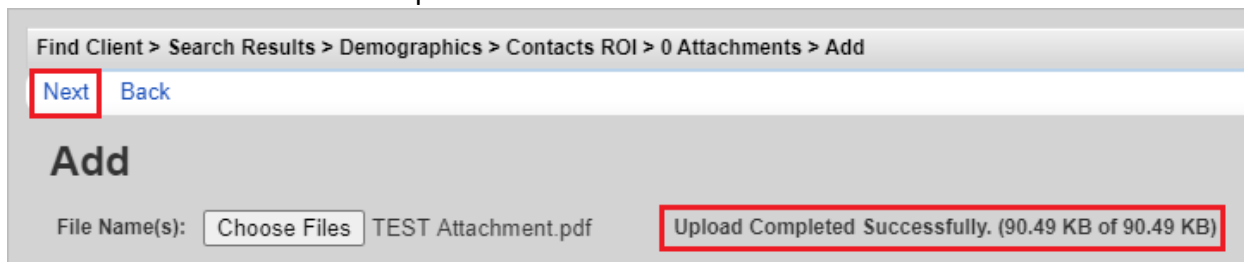 Find Client > Search Results > Demographics > Contacts ROI > 0 Attachments > Add
Next Back
Add
File Name(s): Choose Files TEST Attachment.pdf Upload Completed Successfully. (90.49 KB of 90.49 KB)